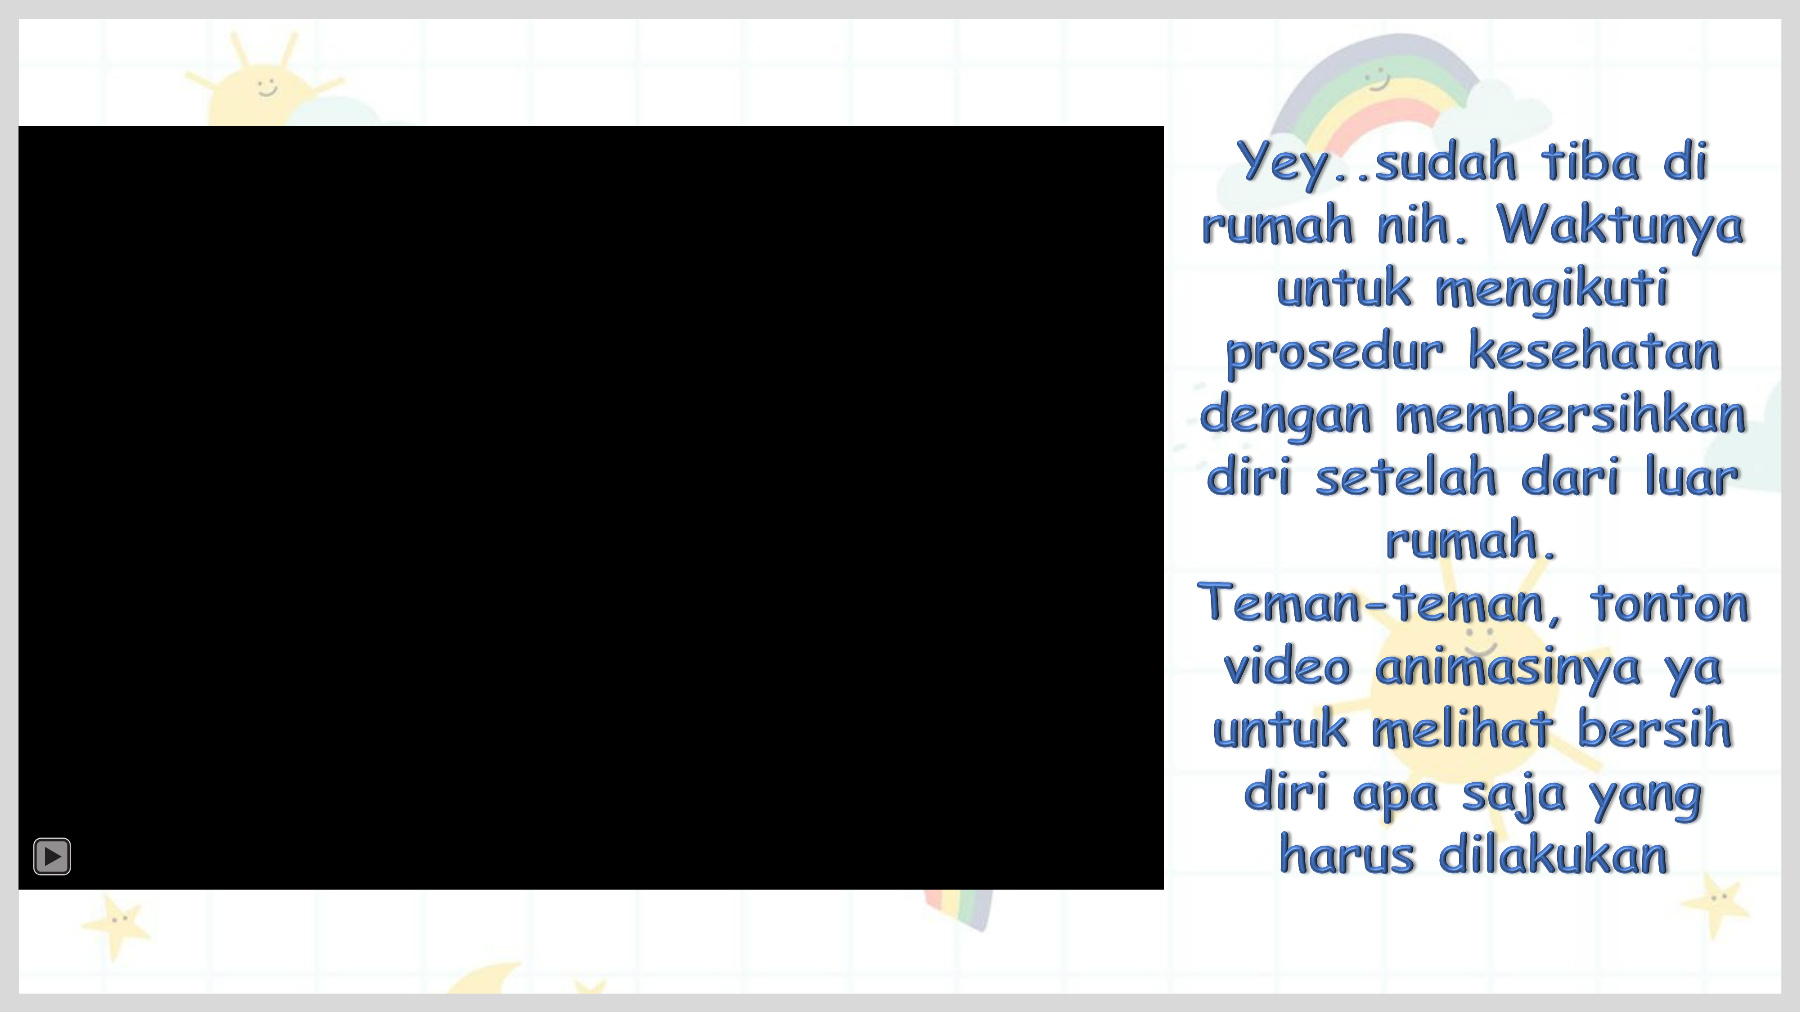 Yey..sudah tiba di
rumah nih. Waktunya
untuk mengikuti
prosedur kesehatan
dengan membersihkan
diri setelah dari luar
rumah.
Teman-teman, tonton
video animasinya ya
untuk melihat bersih
diri apa saja yang
harus dilakukan